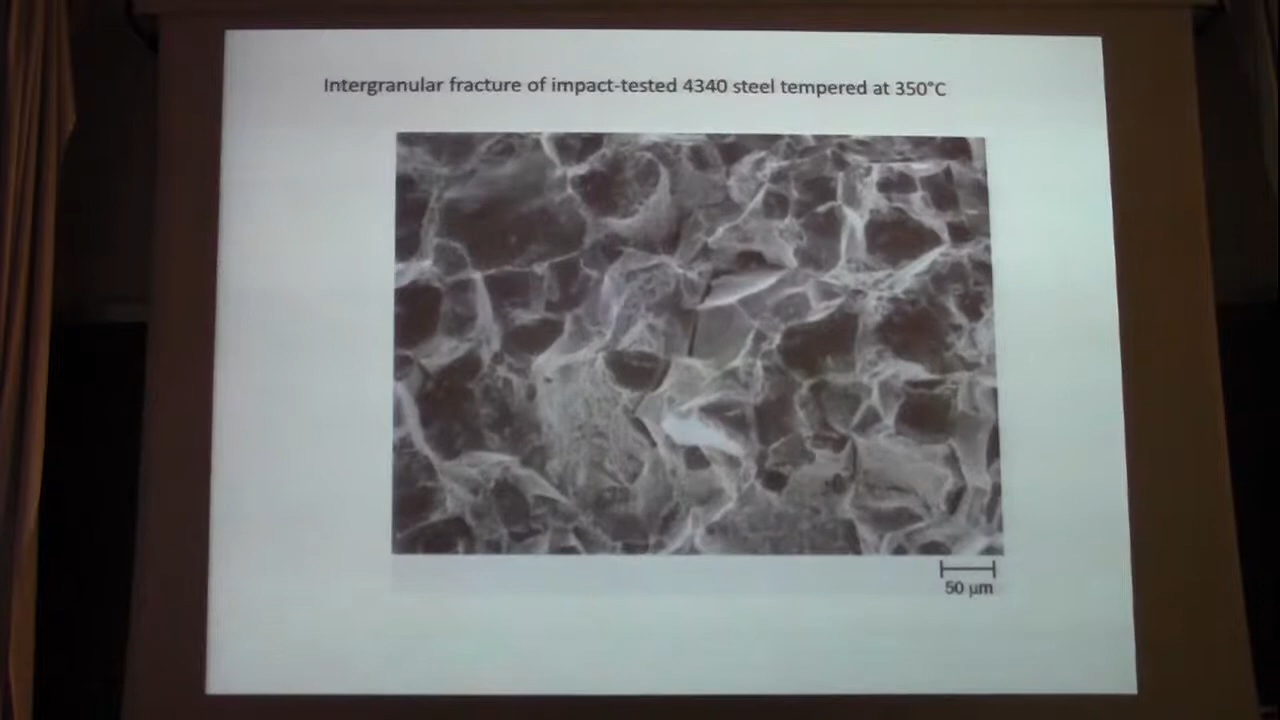 Intergranular fracture of impact-tested 4340 steel tempered at 350°C
50 µm